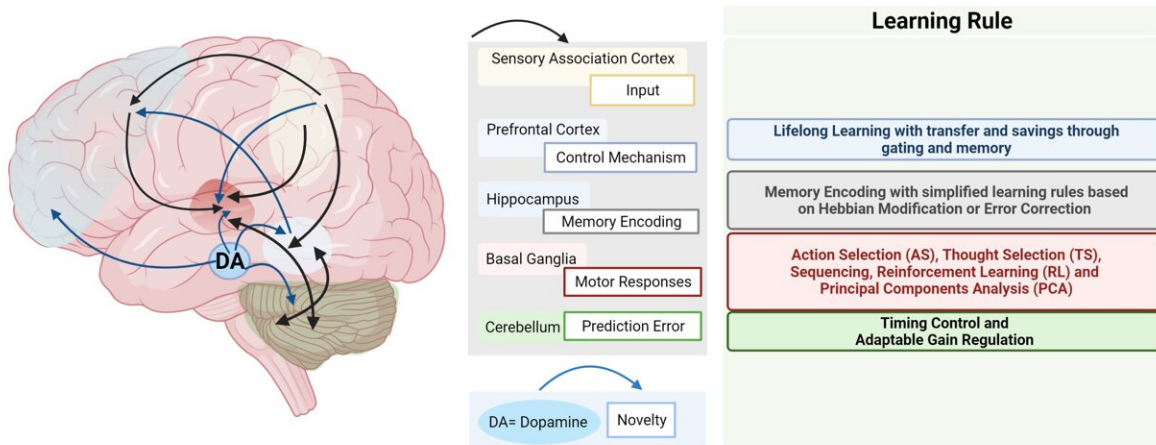 DA
Sensory Association Cortex
Input
Prefrontal Cortex
Control Mechanism
Hippocampus
Memory Encoding
Basal Ganglia
Motor Responses
Cerebellum
Prediction Error
DA= Dopamine
Novelty
Learning Rule
Lifelong Learning with transfer and savings through
gating and memory
Memory Encoding with simplified learning rules based
on Hebbian Modification or Error Correction
Action Selection (AS), Thought Selection (TS),
Sequencing, Reinforcement Learning (RL) and
Principal Components Analysis (PCA)
Timing Control and
Adaptable Gain Regulation